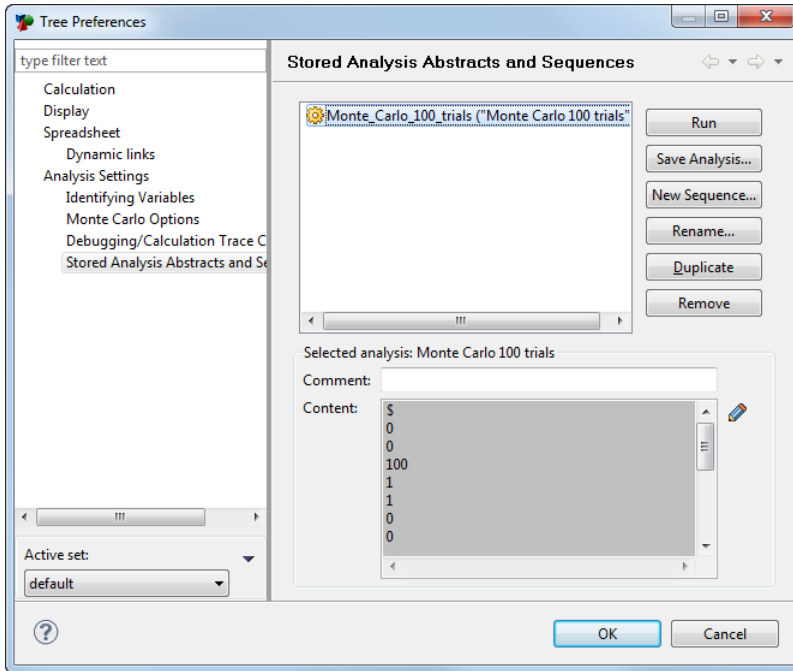 Tree Preferences
type filter text
Calculation
Display
Spreadsheet
Dynamic links
Analysis Settings
Identifying Variables
Monte Carlo Options
Debugging/Calculation Trace C
Stored Analysis Abstracts and Se
Active set:
default
Stored Analysis Abstracts and Sequences
Monte_Carlo_100_trials ("Monte Carlo 100 trials"
Run
Save Analysis...
New Sequence...
Rename...
Duplicate
Remove
Selected analysis: Monte Carlo 100 trials
Comment:
Content:
S
0
0
100
1
1
0
0
OK
Cancel